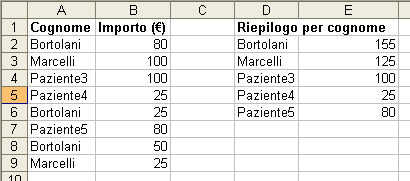 A B C D E
1 Cognome Importo (€) Riepilogo per cognome
2 Bortolani 80 Bortolani 155
3 Marcelli 100 Marcelli 125
4 Paziente3 100 Paziente3 100
5 Paziente4 25 Paziente4 25
6 Bortolani 25 Paziente5 80
7 Paziente5 80
8 Bortolani 50
9 Marcelli 25
10